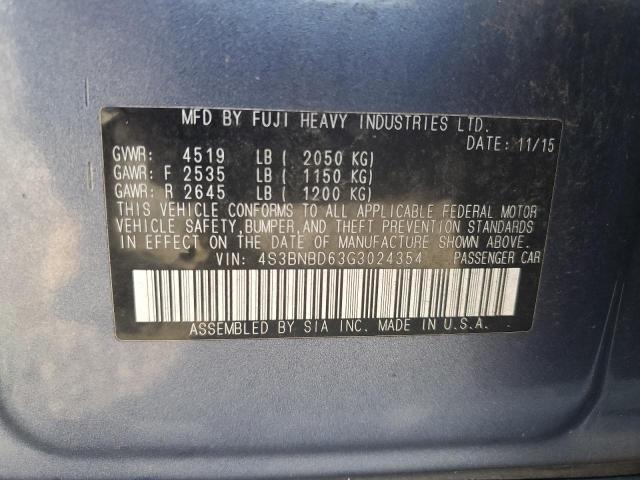 MFD BY FUJI HEAVY INDUSTRIES LTD.
DATE: 11/15
GVWR: 4519 LB ( 2050 KG)
GAWR: F 2535 LB ( 1150 KG)
GAWR: R 2645 LB ( 1200 KG)
THIS VEHICLE CONFORMS TO ALL APPLICABLE FEDERAL MOTOR
VEHICLE SAFETY,BUMPER,AND THEFT PREVENTION STANDARDS
IN EFFECT ON THE DATE OF MANUFACTURE SHOWN ABOVE.
VIN: 4S3BNBD63G3024354 PASSENGER CAR
ASSEMBLED BY SIA INC. MADE IN U.S.A.